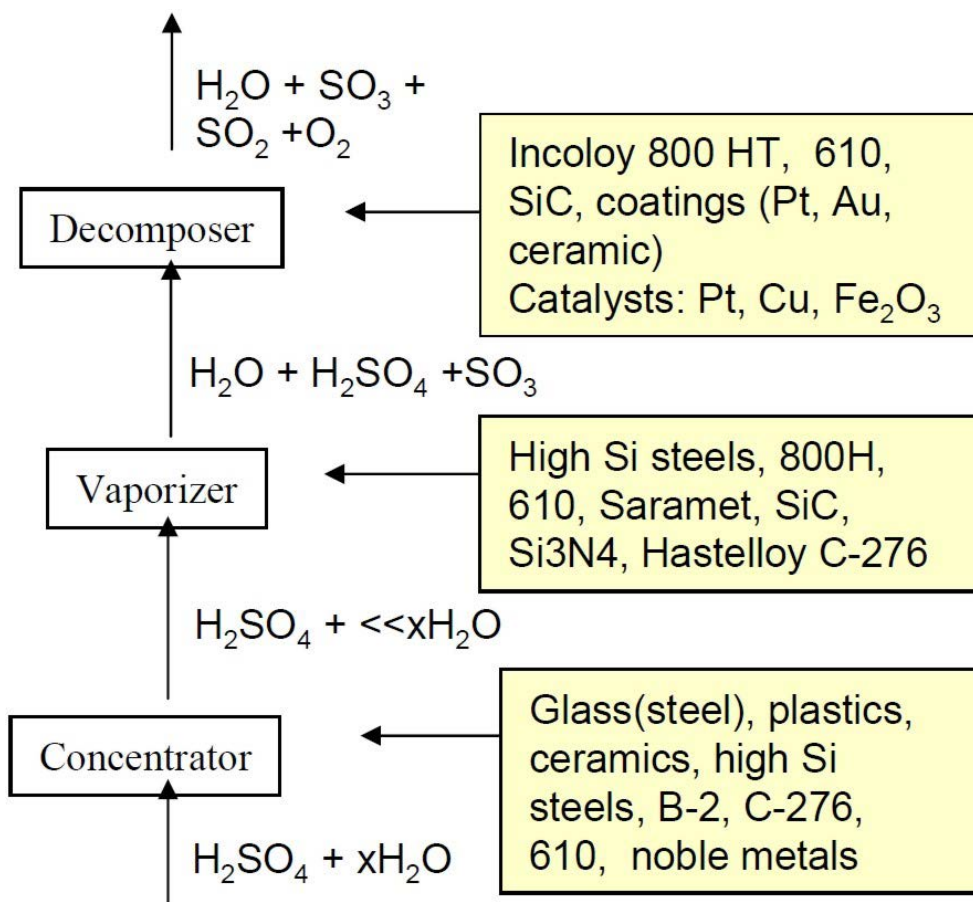 H₂O + SO₃ +
SO₂ +O₂
Incoloy 800 HT, 610,
SiC, coatings (Pt, Au,
ceramic)
Catalysts: Pt, Cu, Fe₂O₃
Decomposer
H₂O + H₂SO₄ +SO₃
High Si steels, 800H,
610, Saramet, SiC,
Si3N4, Hastelloy C-276
Vaporizer
H₂SO₄ + <<xH₂O
Glass(steel), plastics,
ceramics, high Si
steels, B-2, C-276,
610, noble metals
Concentrator
H₂SO₄ + xH₂O